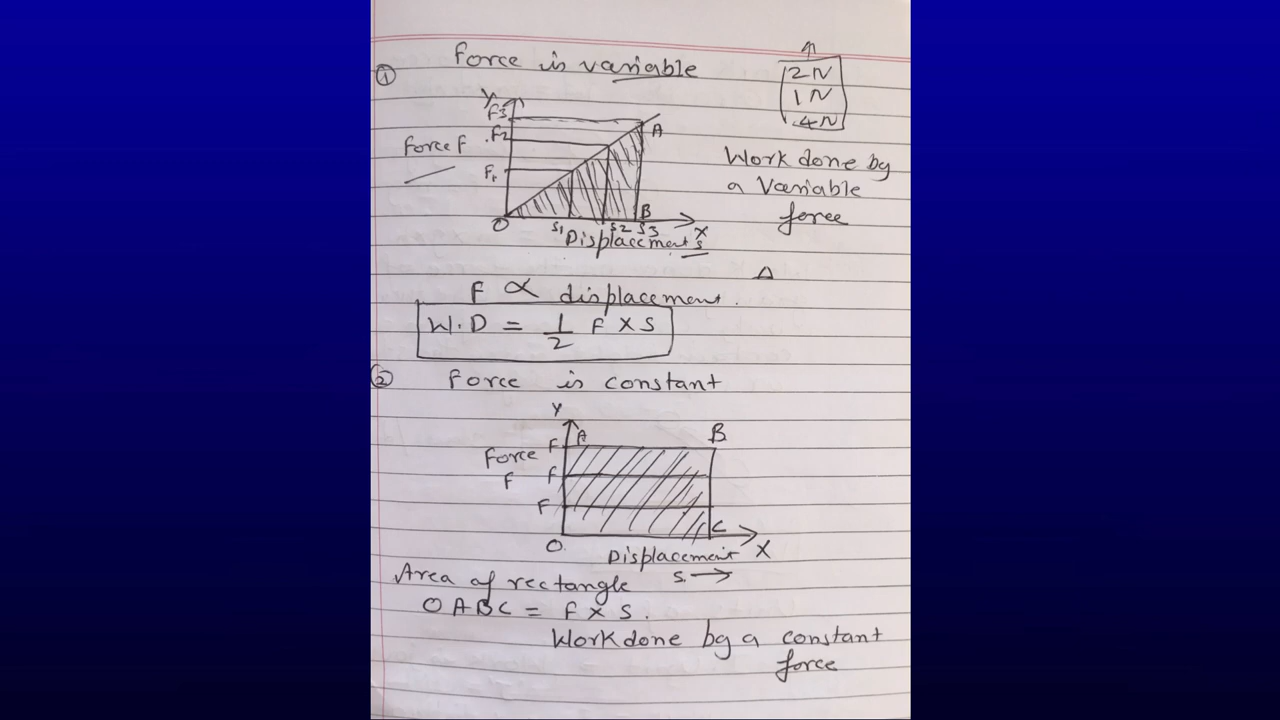 ① Force is variable
↑
2N
1N
.4N
Y
F3
F2
F1
Force F
A
B
O
S1
S2
S3
X
Displacement s
Work done by
a Variable
force
Δ
F ∝ displacement.
W.D = 1/2 F X S
② Force is constant
Y
A
B
F
Force
F
F
F
C
O
X
Displacement
s. →
Area of rectangle
OABC = F X S.
Work done by a constant
force